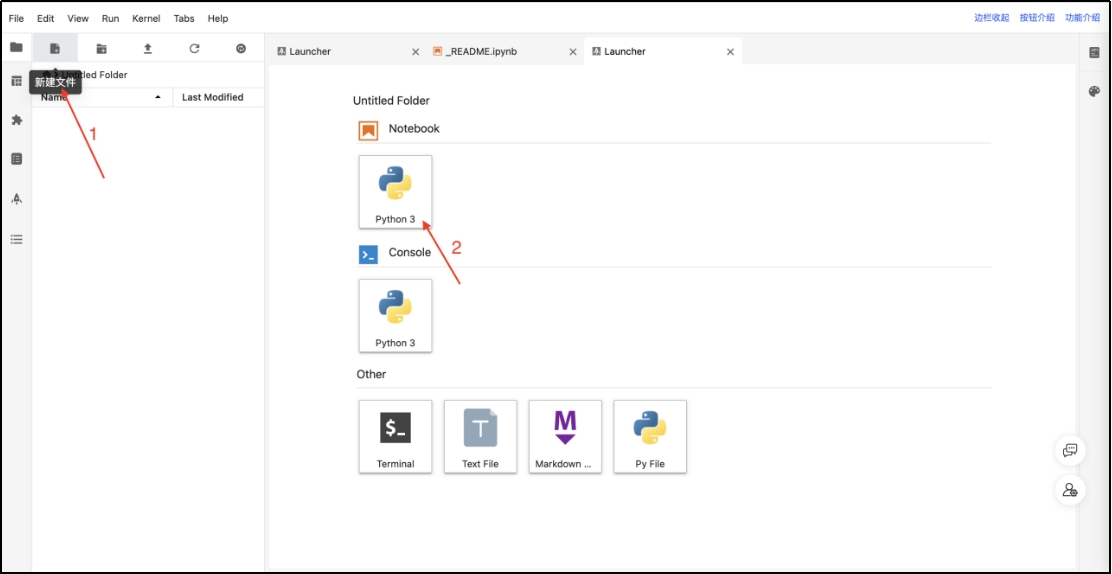 File Edit View Run Kernel Tabs Help
边栏收起 按钮介绍 功能介绍
Launcher
_README.ipynb
Launcher
Untitled Folder
新建文件
Name
Last Modified
1
Untitled Folder
Notebook
Python 3
2
Console
>_
Python 3
Other
$_
Terminal
T
Text File
M
Markdown ...
Py File